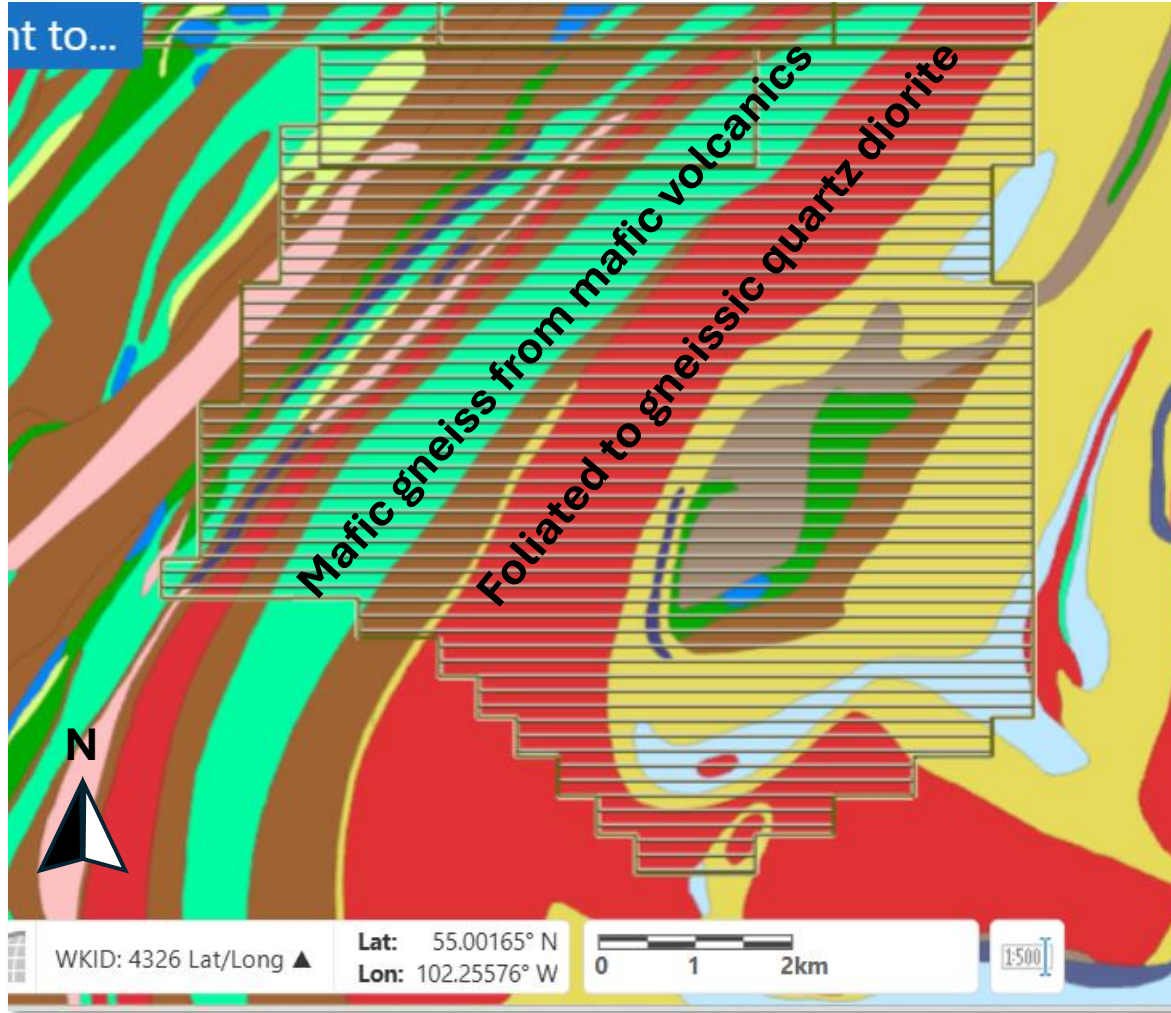 nt to...
Mafic gneiss from mafic volcanics
Foliated to gneissic quartz diorite
N
WKID: 4326 Lat/Long ▲
Lat: 55.00165° N
Lon: 102.25576° W
0 1 2km
1:500